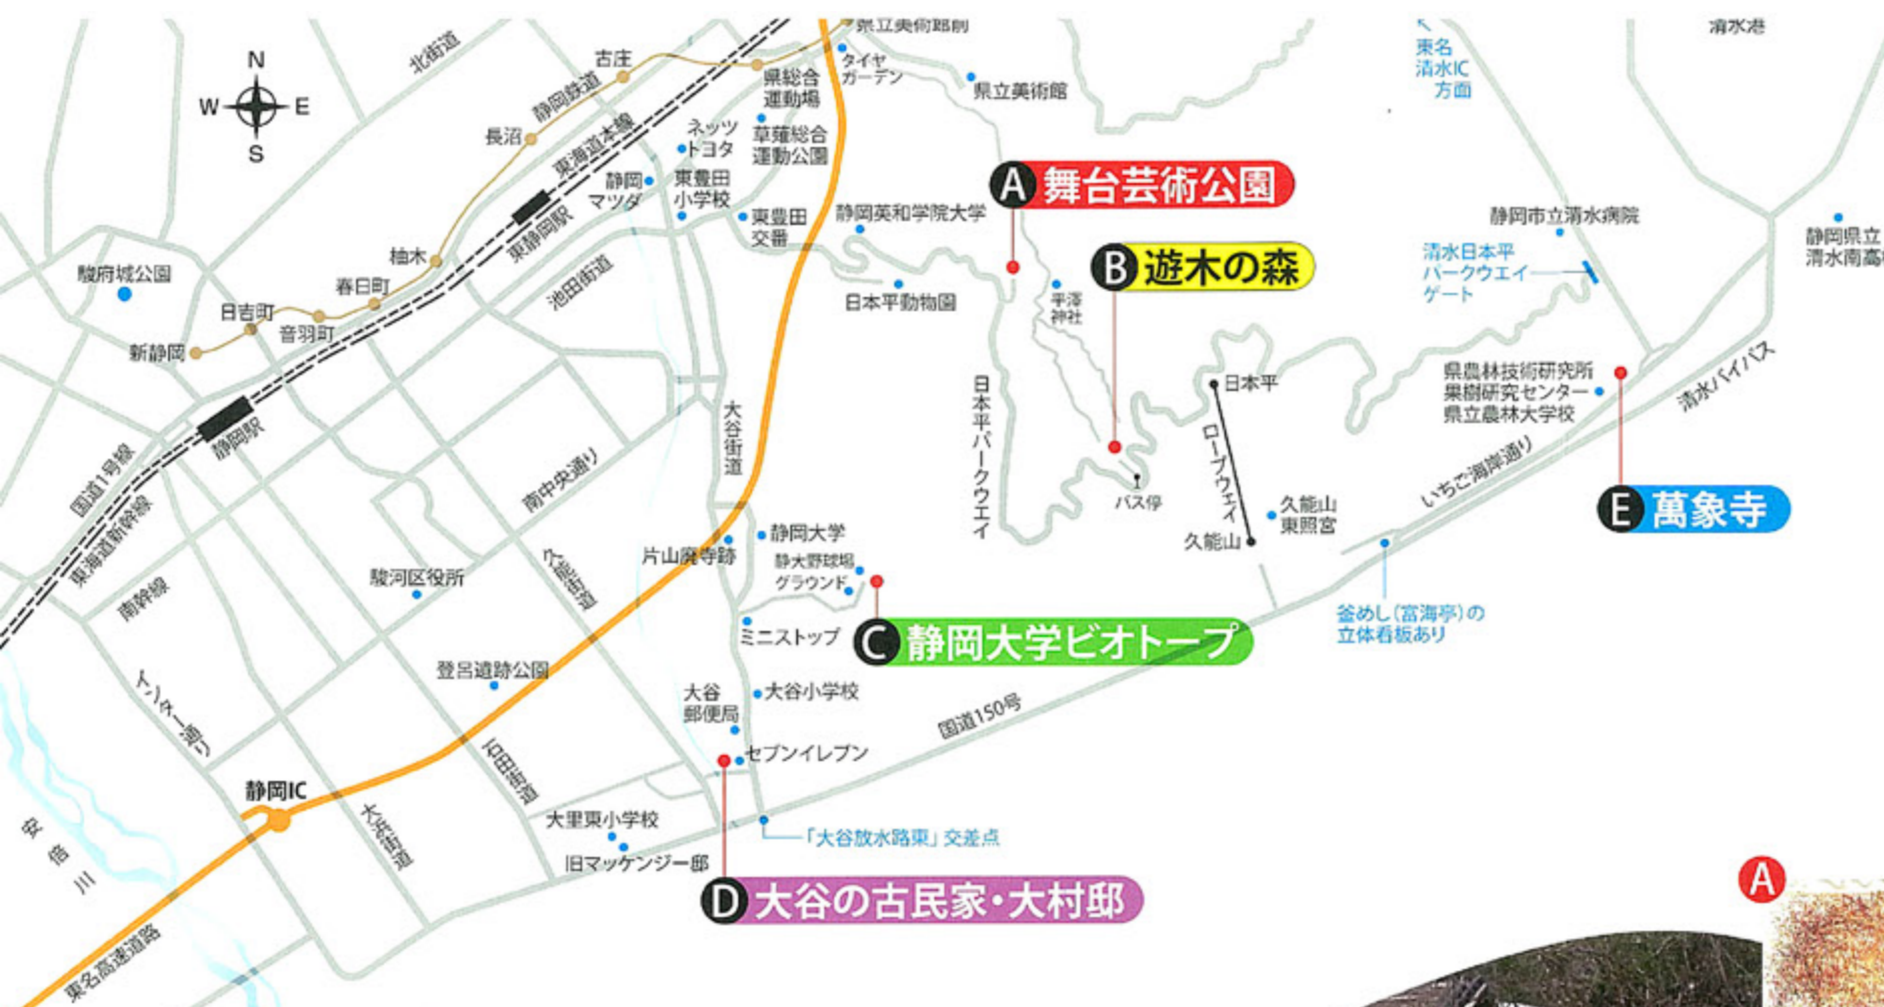 県立美術館前
清水港
N
W
E
S
北街道
古庄
静岡鉄道
長沼
東海道本線
県総合
運動場
タイヤ
ガーデン
県立美術館
東名
清水IC
方面
ネッツ
トヨタ
草薙総合
運動公園
静岡
マツダ
東豊田
小学校
東豊田
交番
静岡英和学院大学
A 舞台芸術公園
静岡市立清水病院
静岡県立
清水南高
東静岡駅
柚木
駿府城公園
春日町
日吉町
音羽町
新静岡
池田街道
日本平動物園
平澤
神社
B 遊木の森
清水日本平
パークウエイ
ゲート
静岡駅
国道1号線
東海道新幹線
南幹線
大谷街道
南中央通り
日本平パークウエイ
日本平
ロープウェイ
バス停
久能山
久能山
東照宮
県農林技術研究所
果樹研究センター
県立農林大学校
清水バイパス
いちご海岸通り
E 萬象寺
駿河区役所
久能街道
片山廃寺跡
静岡大学
静大野球場
グラウンド
ミニストップ
C 静岡大学ビオトープ
釜めし(富海亭)の
立体看板あり
インター通り
登呂遺跡公園
大谷
郵便局
大谷小学校
国道150号
セブンイレブン
静岡IC
石田街道
大浜街道
大里東小学校
旧マッケンジー邸
「大谷放水路東」交差点
安倍川
D 大谷の古民家・大村邸
東名高速道路
A